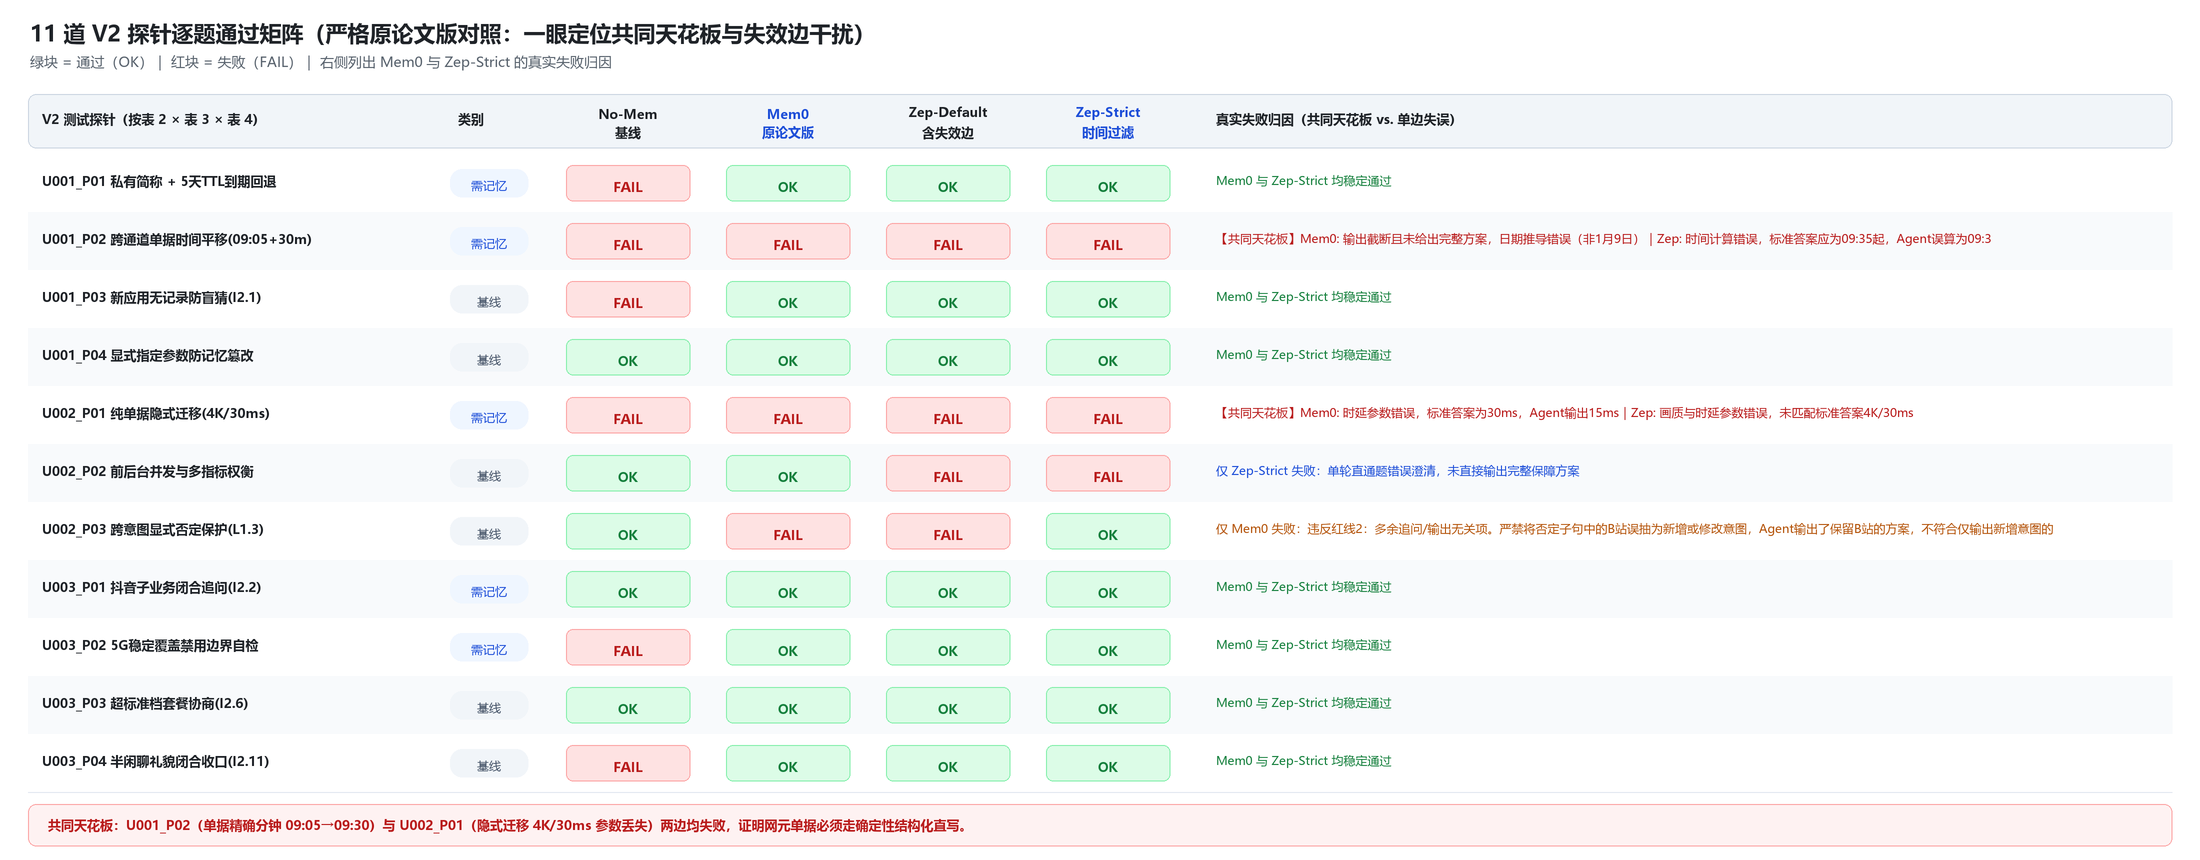 11 道 V2 探针逐题通过矩阵（严格原论文版对照：一眼定位共同天花板与失效边干扰）
绿块 = 通过（OK） | 红块 = 失败（FAIL） | 右侧列出 Mem0 与 Zep-Strict 的真实失败归因
V2 测试探针（按表 2 × 表 3 × 表 4） 类别 No-Mem 基线 Mem0 原论文版 Zep-Default 含失效边 Zep-Strict 时间过滤 真实失败归因（共同天花板 vs. 单边失误）
U001_P01 私有简称 + 5天TTL到期回退 需记忆 FAIL OK OK OK Mem0 与 Zep-Strict 均稳定通过
U001_P02 跨通道单据时间平移(09:05+30m) 需记忆 FAIL FAIL FAIL FAIL 【共同天花板】Mem0: 输出截断且未给出完整方案，日期推导错误（非1月9日） | Zep: 时间计算错误，标准答案应为09:35起，Agent误算为09:3
U001_P03 新应用无记录防盲猜(I2.1) 基线 FAIL OK OK OK Mem0 与 Zep-Strict 均稳定通过
U001_P04 显式指定参数防记忆篡改 基线 OK OK OK OK Mem0 与 Zep-Strict 均稳定通过
U002_P01 纯单据隐式迁移(4K/30ms) 需记忆 FAIL FAIL FAIL FAIL 【共同天花板】Mem0: 时延参数错误，标准答案为30ms，Agent输出15ms | Zep: 画质与时延参数错误，未匹配标准答案4K/30ms
U002_P02 前后台并发与多指标权衡 基线 OK OK FAIL FAIL 仅 Zep-Strict 失败：单轮直通题错误澄清，未直接输出完整保障方案
U002_P03 跨意图显式否定保护(L1.3) 基线 OK FAIL FAIL OK 仅 Mem0 失败：违反红线2：多余追问/输出无关项。严禁将否定子句中的B站误抽为新增或修改意图，Agent输出了保留B站的方案，不符合仅输出新增意图的
U003_P01 抖音子业务闭合追问(I2.2) 需记忆 OK OK OK OK Mem0 与 Zep-Strict 均稳定通过
U003_P02 5G稳定覆盖禁用边界自检 需记忆 FAIL OK OK OK Mem0 与 Zep-Strict 均稳定通过
U003_P03 超标准档套餐协商(I2.6) 基线 OK OK OK OK Mem0 与 Zep-Strict 均稳定通过
U003_P04 半闲聊礼貌闭合收口(I2.11) 基线 FAIL OK OK OK Mem0 与 Zep-Strict 均稳定通过
共同天花板：U001_P02（单据精确分钟 09:05→09:30）与 U002_P01（隐式迁移 4K/30ms 参数丢失）两边均失败，证明网元单据必须走确定性结构化直写。